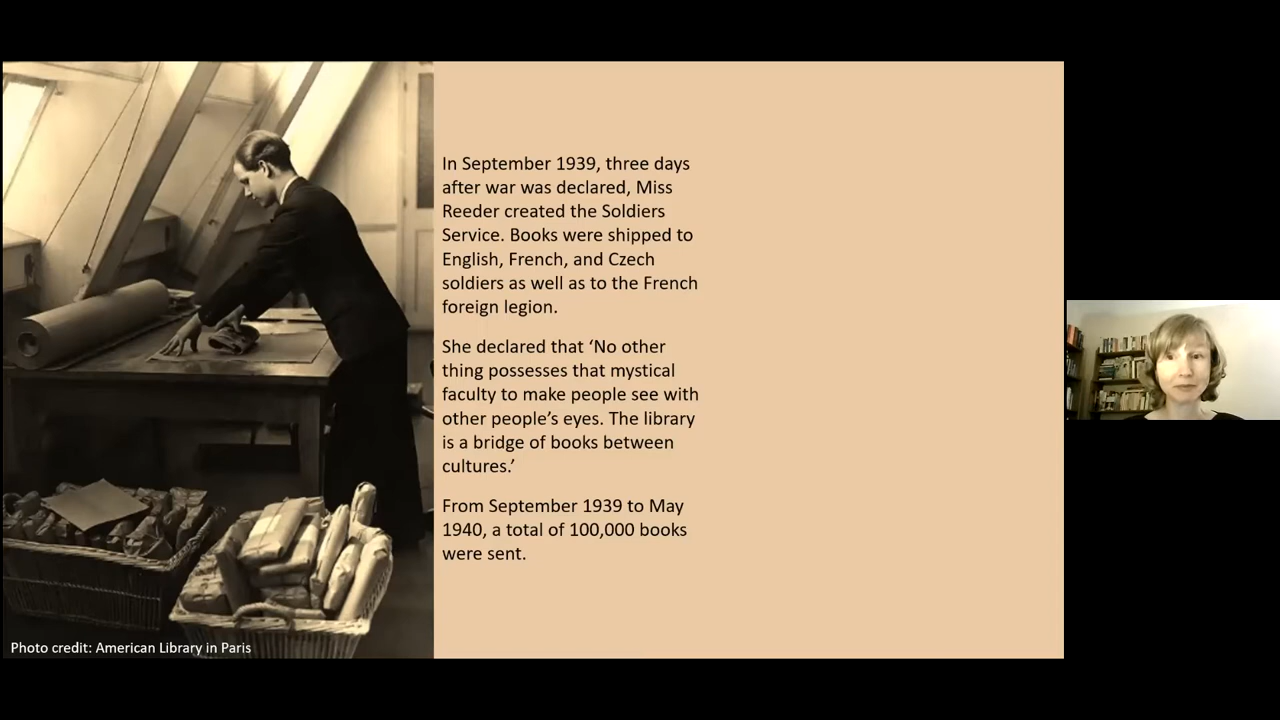 In September 1939, three days
after war was declared, Miss
Reeder created the Soldiers
Service. Books were shipped to
English, French, and Czech
soldiers as well as to the French
foreign legion.
She declared that ‘No other
thing possesses that mystical
faculty to make people see with
other people’s eyes. The library
is a bridge of books between
cultures.’
From September 1939 to May
1940, a total of 100,000 books
were sent.
Photo credit: American Library in Paris